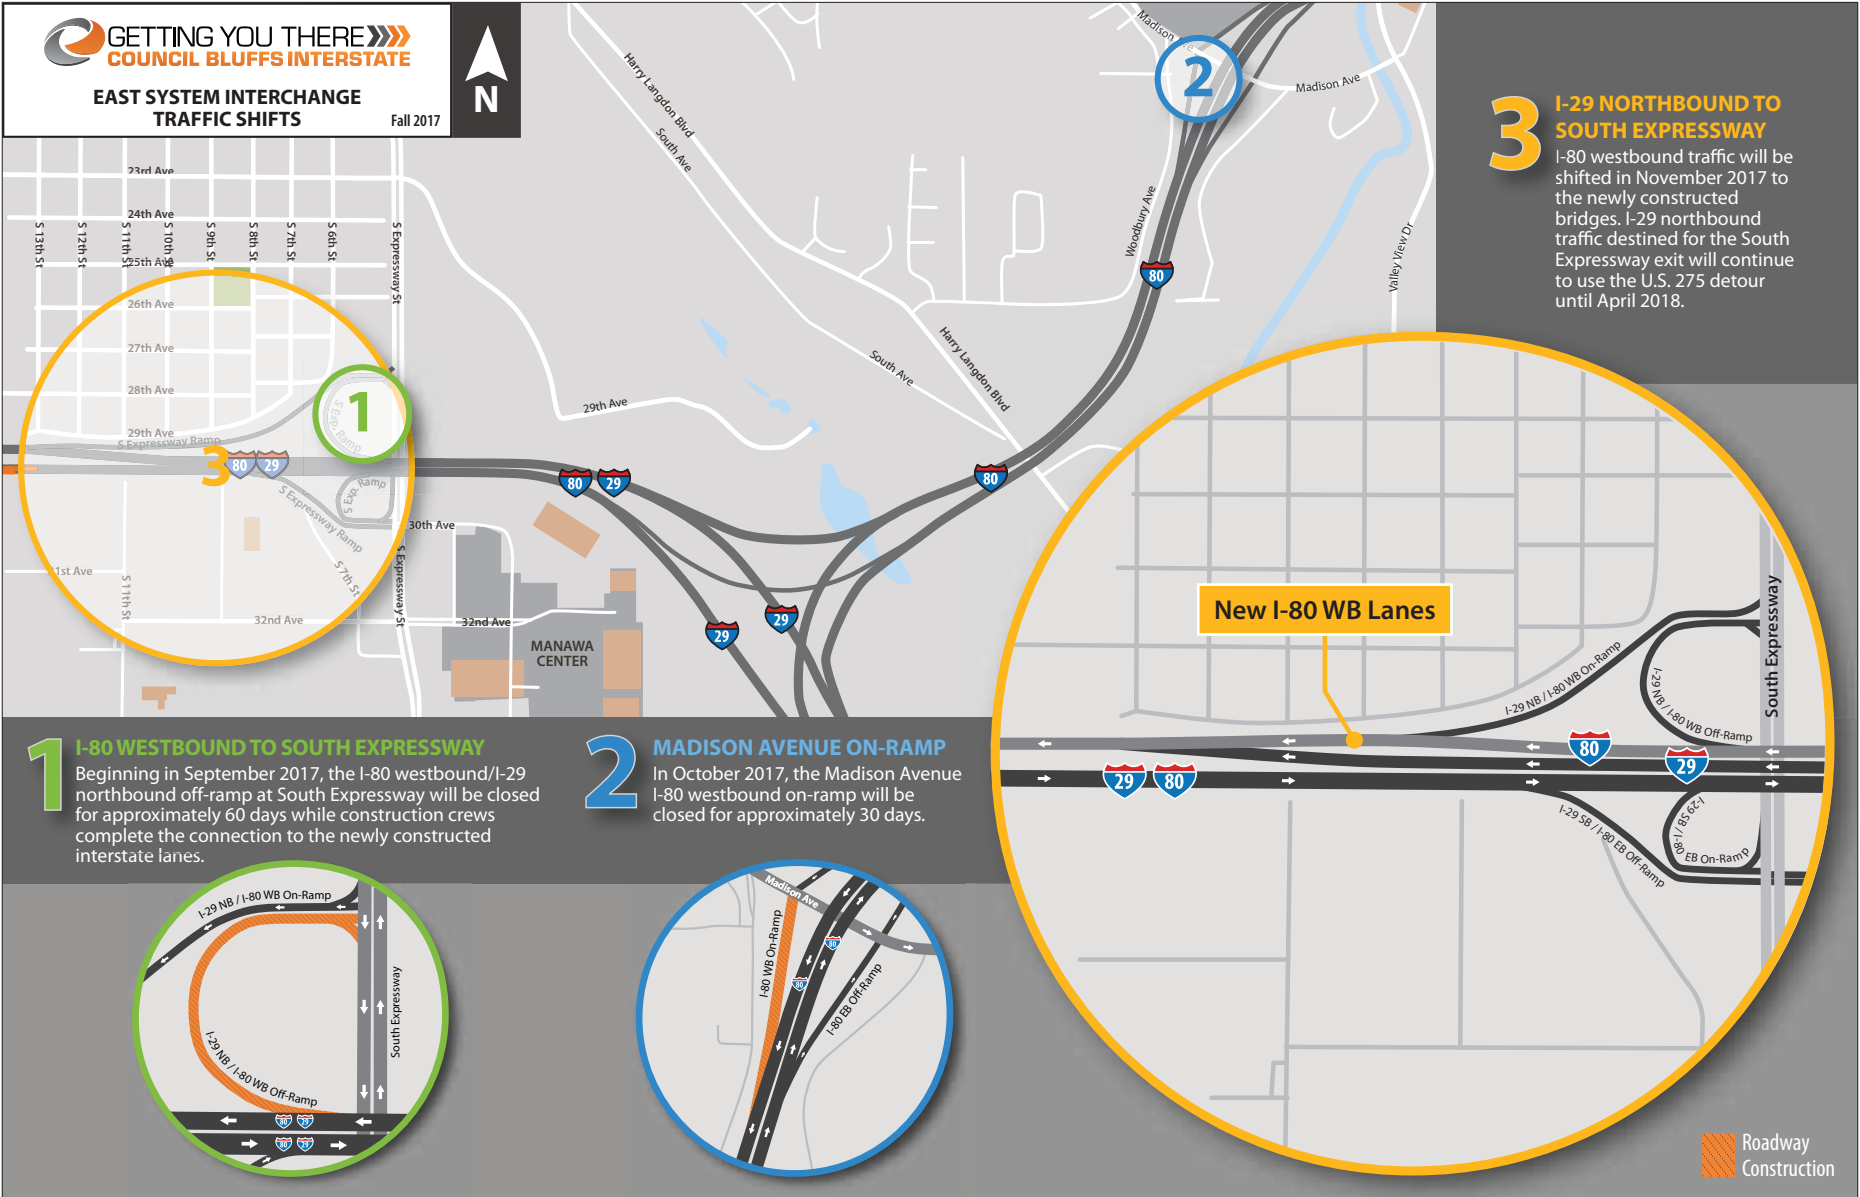 GETTING YOU THERE
COUNCIL BLUFFS INTERSTATE
EAST SYSTEM INTERCHANGE
TRAFFIC SHIFTS
Fall 2017
N
Madison Ave
2
Madison Ave
Harry Langdon Blvd
South Ave
Woodbury Ave
Valley View Dr
23rd Ave
24th Ave
S 13th St
S 12th St
S 11th St
S 10th
S 9th St
S 8th St
S 7th St
S 6th St
S Expressway St
25th Ave
26th Ave
27th Ave
28th Ave
29th Ave
S Expressway Ramp
S Exp. Ramp
1
3
80
29
S Exp. Ramp
S Expressway Ramp
30th Ave
S 7th St
S 11th St
S Expressway St
32nd Ave
32nd Ave
MANAWA
CENTER
29th Ave
South Ave
Harry Langdon Blvd
80
80
80
29
29
29
3
I-29 NORTHBOUND TO
SOUTH EXPRESSWAY
I-80 westbound traffic will be
shifted in November 2017 to
the newly constructed
bridges. I-29 northbound
traffic destined for the South
Expressway exit will continue
to use the U.S. 275 detour
until April 2018.
New I-80 WB Lanes
I-29 NB / I-80 WB On-Ramp
I-29 NB / I-80 WB Off-Ramp
South Expressway
80
29
29
80
I-29 SB / I-80 EB Off-Ramp
I-29 SB / I-80 EB On-Ramp
1
I-80 WESTBOUND TO SOUTH EXPRESSWAY
Beginning in September 2017, the I-80 westbound/I-29
northbound off-ramp at South Expressway will be closed
for approximately 60 days while construction crews
complete the connection to the newly constructed
interstate lanes.
I-29 NB / I-80 WB On-Ramp
South Expressway
I-29 NB / I-80 WB Off-Ramp
80
29
80
29
2
MADISON AVENUE ON-RAMP
In October 2017, the Madison Avenue
I-80 westbound on-ramp will be
closed for approximately 30 days.
Madison Ave
I-80 WB On-Ramp
80
80
I-80 EB Off-Ramp
Roadway
Construction